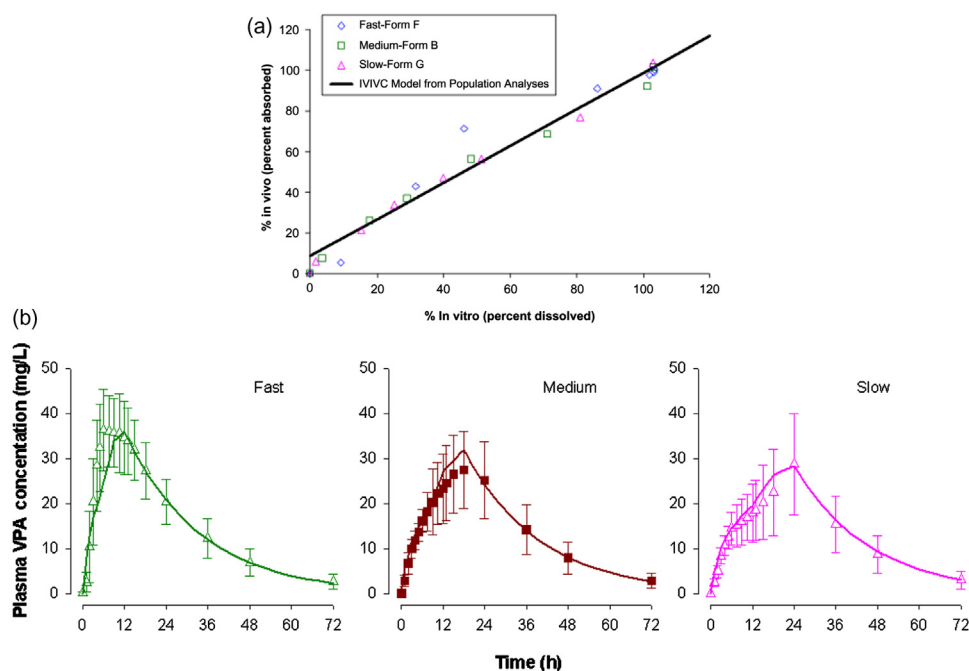 (a)
Fast-Form F
Medium-Form B
Slow-Form G
IVIVC Model from Population Analyses
% in vivo (percent absorbed)
120
100
80
60
40
20
0
0 20 40 60 80 100 120
% In vitro (percent dissolved)
(b)
Plasma VPA concentation (mg/L)
Fast
50
40
30
20
10
0
0 12 24 36 48 60 72
Medium
50
40
30
20
10
0
0 12 24 36 48 60 72
Slow
50
40
30
20
10
0
0 12 24 36 48 60 72
Time (h)